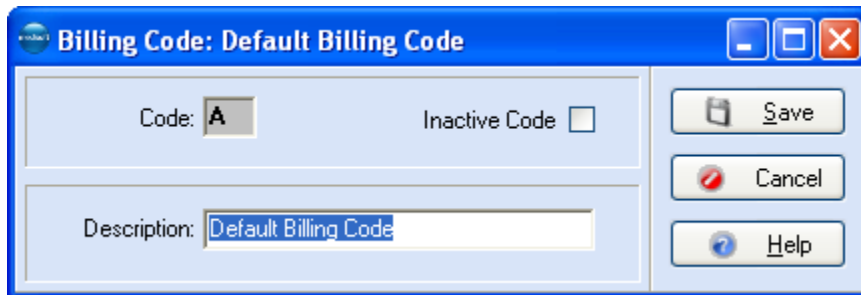 Billing Code: Default Billing Code
Code: A
Inactive Code
Save
Cancel
Description: Default Billing Code
Help